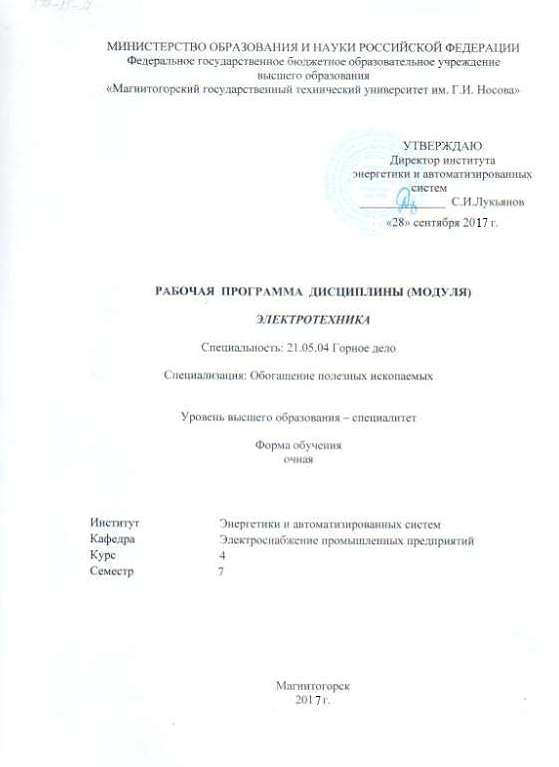 МИНИСТЕРСТВО ОБРАЗОВАНИЯ И НАУКИ РОССИЙСКОЙ ФЕДЕРАЦИИ
Федеральное государственное бюджетное образовательное учреждение
высшего образования
«Магнитогорский государственный технический университет им. Г.И. Носова»
УТВЕРЖДАЮ
Директор института
энергетики и автоматизированных
систем
С.И.Лукьянов
«28» сентября 2017 г.
РАБОЧАЯ ПРОГРАММА ДИСЦИПЛИНЫ (МОДУЛЯ)
ЭЛЕКТРОТЕХНИКА
Специальность: 21.05.04 Горное дело
Специализация: Обогащение полезных ископаемых
Уровень высшего образования – специалитет
Форма обучения
очная
Институт Энергетики и автоматизированных систем
Кафедра Электроснабжение промышленных предприятий
Курс 4
Семестр 7
Магнитогорск
2017 г.